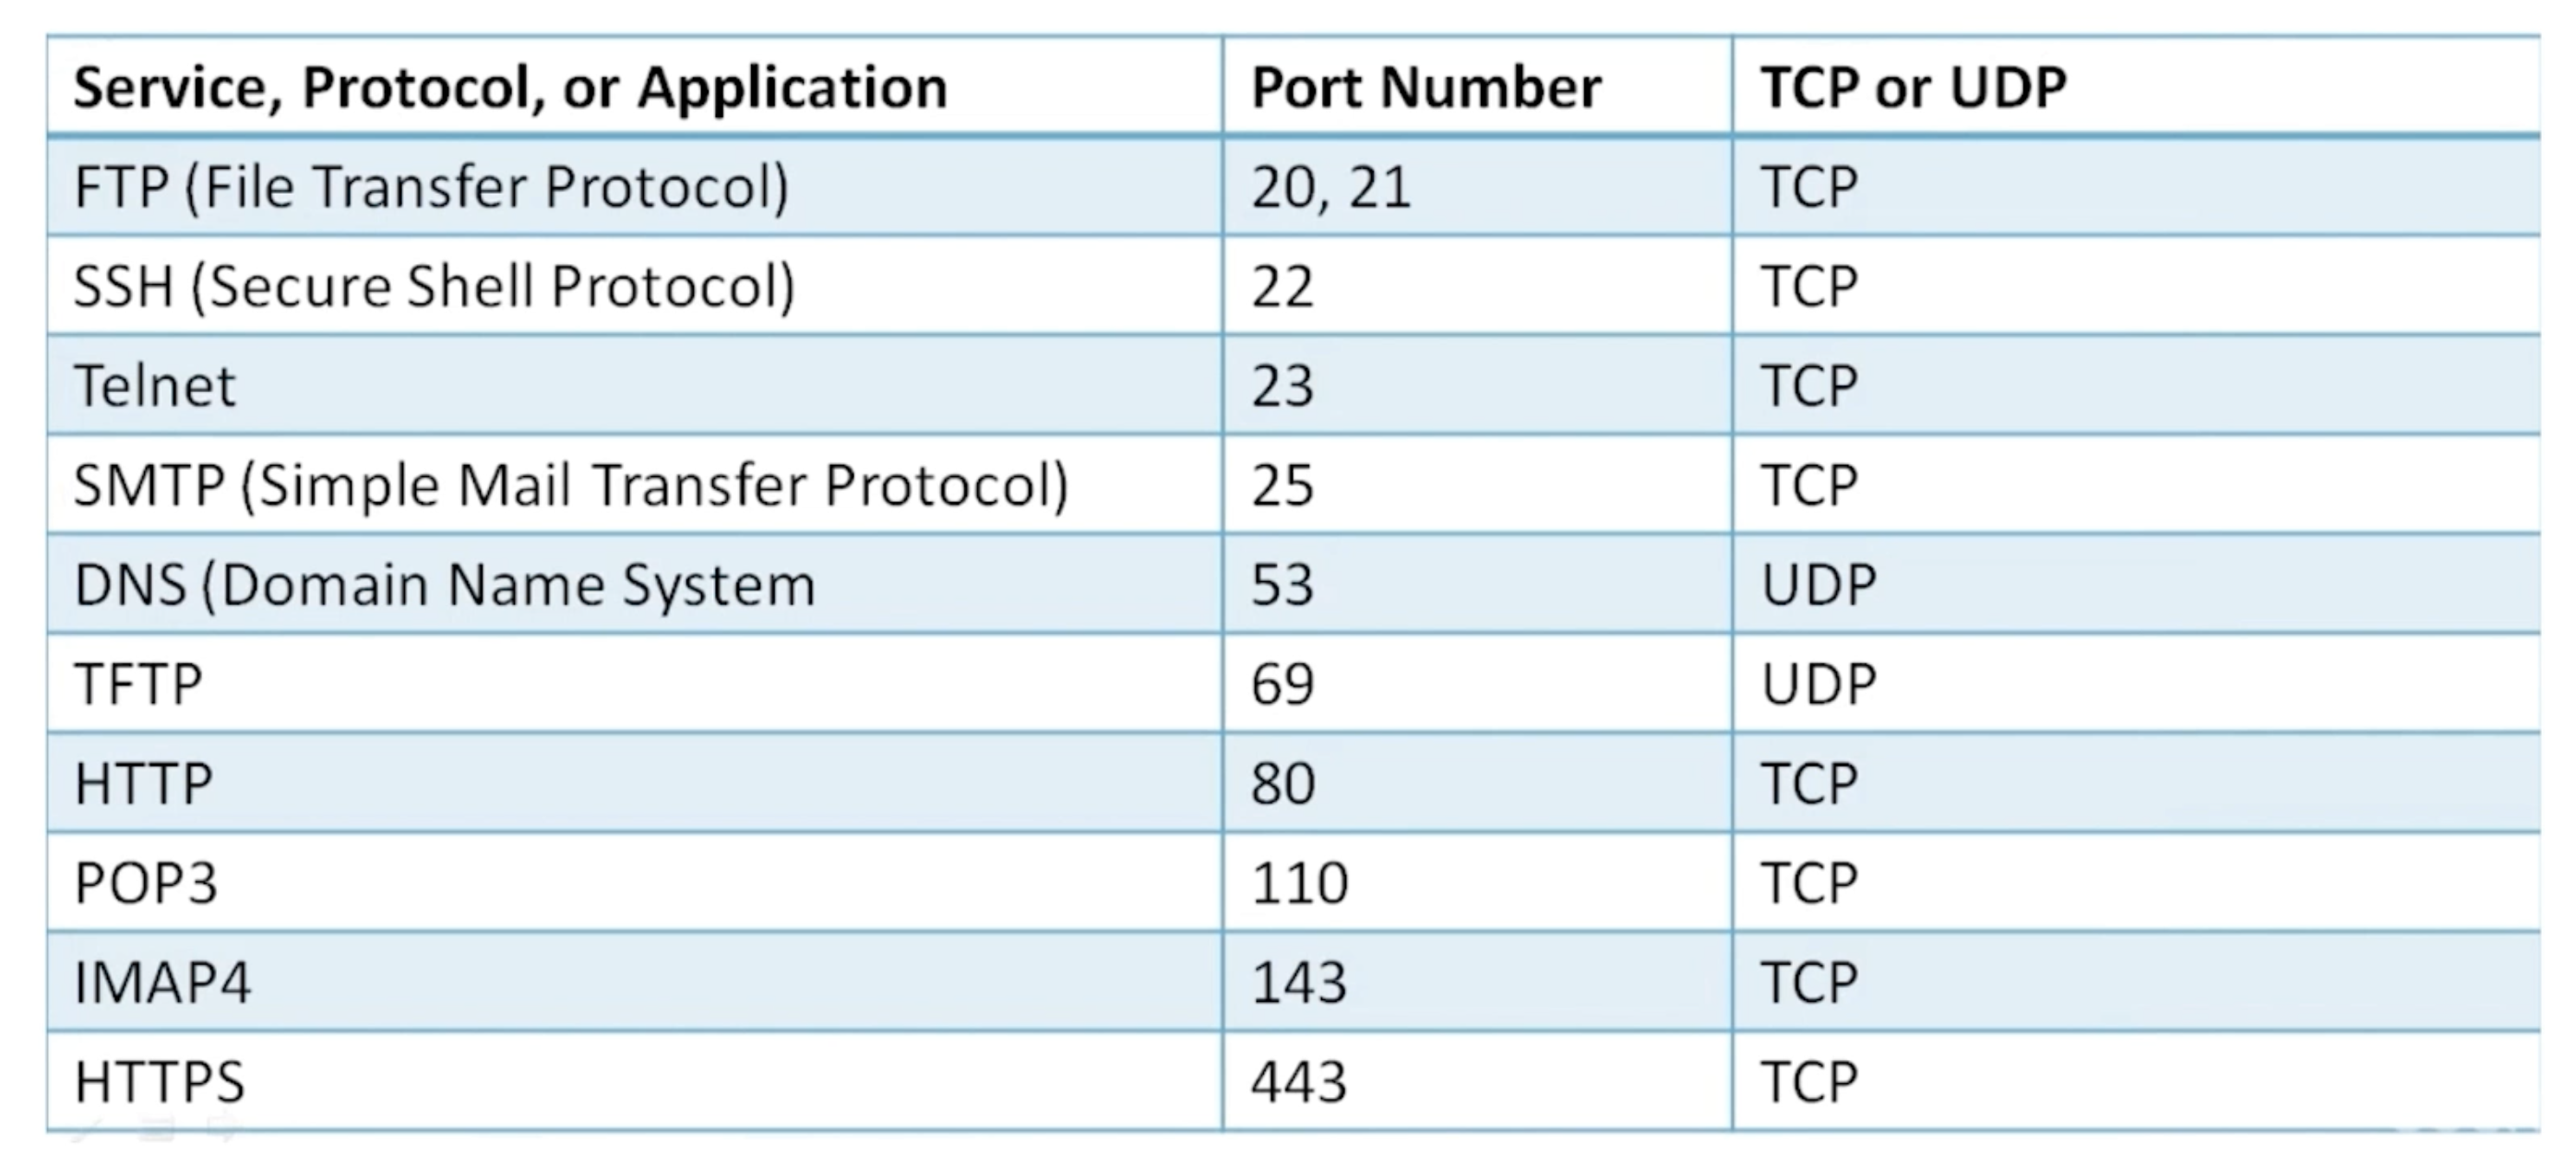 Service, Protocol, or Application Port Number TCP or UDP
FTP (File Transfer Protocol) 20, 21 TCP
SSH (Secure Shell Protocol) 22 TCP
Telnet 23 TCP
SMTP (Simple Mail Transfer Protocol) 25 TCP
DNS (Domain Name System 53 UDP
TFTP 69 UDP
HTTP 80 TCP
POP3 110 TCP
IMAP4 143 TCP
HTTPS 443 TCP